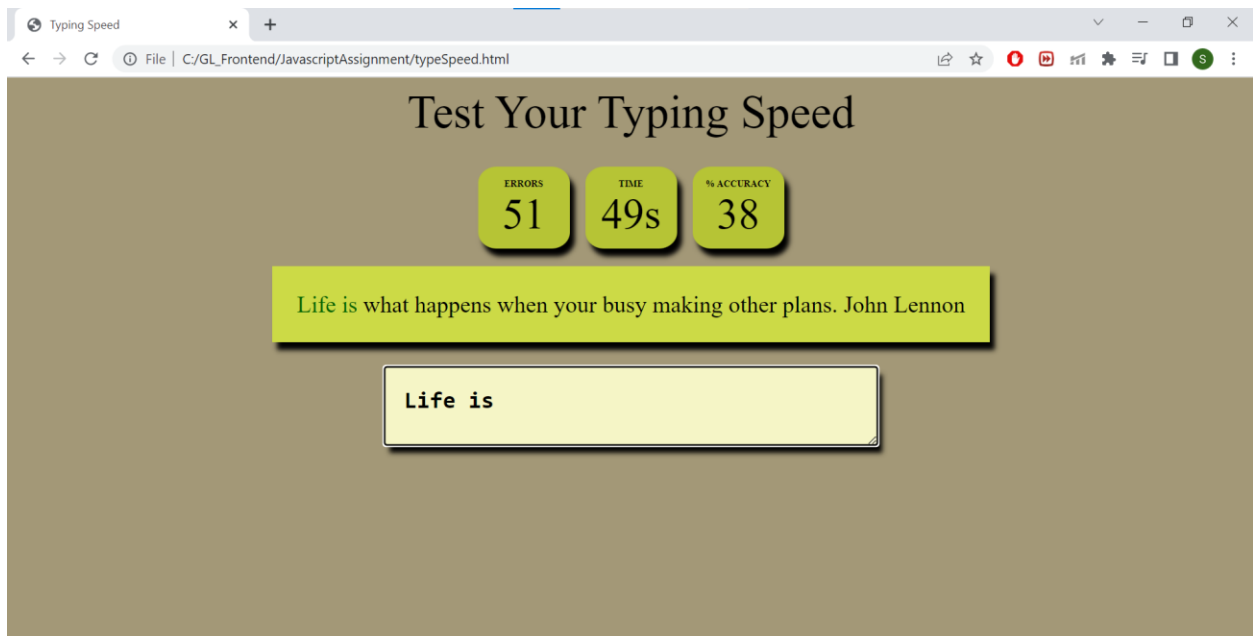 Typing Speed
File | C:/GL_Frontend/JavascriptAssignment/typeSpeed.html
S
Test Your Typing Speed
ERRORS TIME % ACCURACY
51 49s 38
Life is what happens when your busy making other plans. John Lennon
Life is